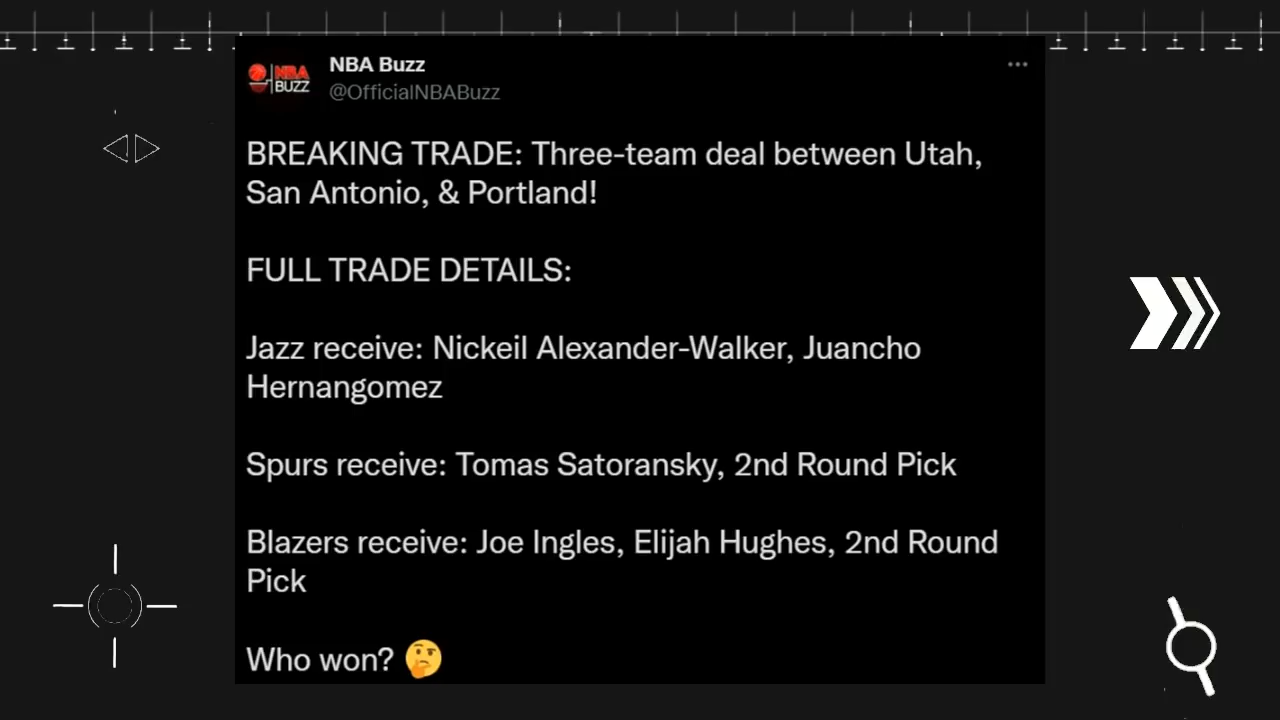 NBA BUZZ
NBA Buzz
@OfficialNBABuzz
BREAKING TRADE: Three-team deal between Utah,
San Antonio, & Portland!
FULL TRADE DETAILS:
Jazz receive: Nickeil Alexander-Walker, Juancho
Hernangomez
Spurs receive: Tomas Satoransky, 2nd Round Pick
Blazers receive: Joe Ingles, Elijah Hughes, 2nd Round
Pick
Who won? 🤔